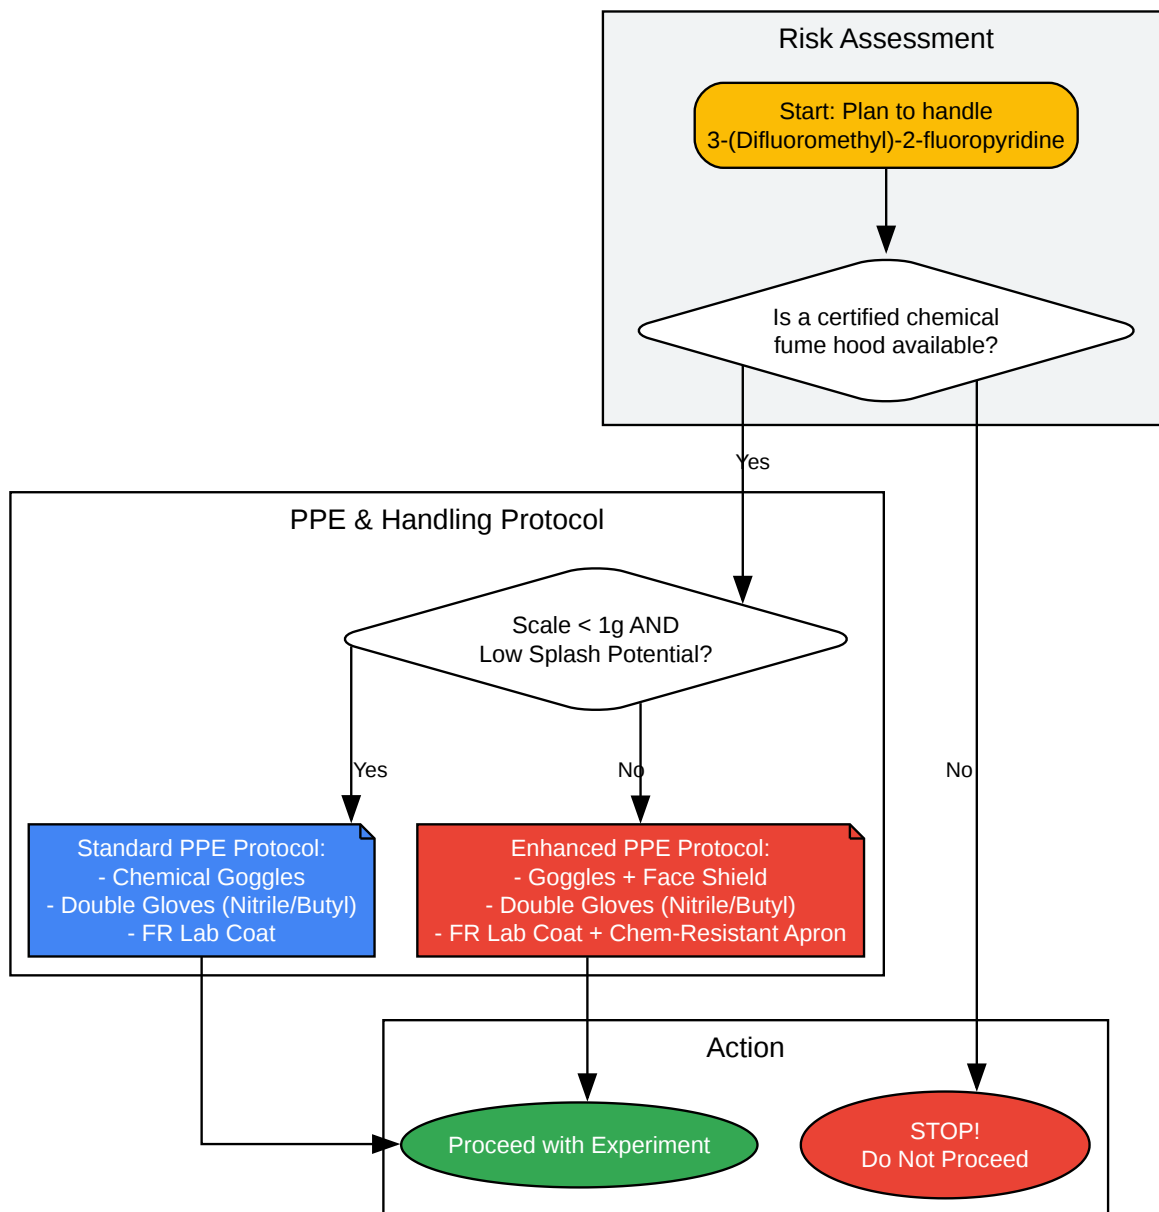 Risk Assessment
Start: Plan to handle
3-(Difluoromethyl)-2-fluoropyridine
Is a certified chemical
fume hood available?
Yes
PPE & Handling Protocol
Scale < 1g AND
Low Splash Potential?
Yes
No
No
Standard PPE Protocol:
- Chemical Goggles
- Double Gloves (Nitrile/Butyl)
- FR Lab Coat
Enhanced PPE Protocol:
- Goggles + Face Shield
- Double Gloves (Nitrile/Butyl)
- FR Lab Coat + Chem-Resistant Apron
Action
Proceed with Experiment
STOP!
Do Not Proceed